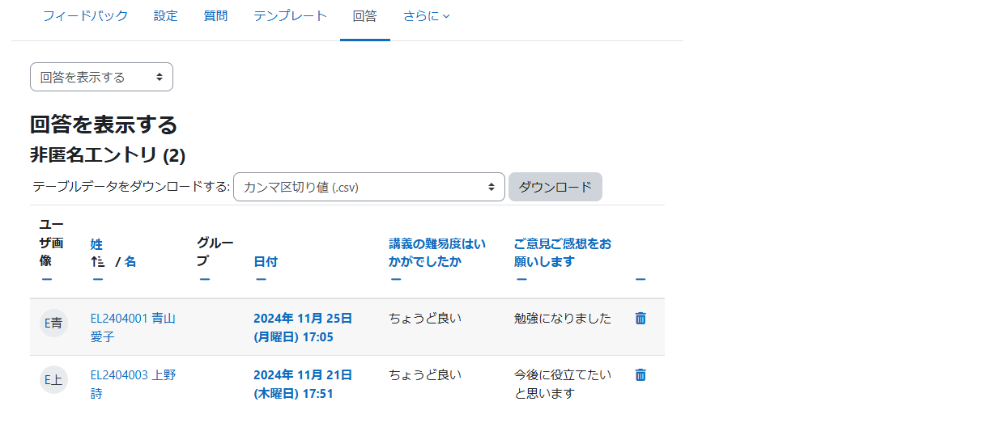 フィードバック 設定 質問 テンプレート 回答 さらに
回答を表示する
回答を表示する
非匿名エントリ (2)
テーブルデータをダウンロードする: カンマ区切り値 (.csv) ダウンロード
ユー
ザ画
像
姓
/ 名
グルー
プ
日付
講義の難易度はい
かがでしたか
ご意見ご感想をお
願いします
E青
EL2404001 青山
愛子
2024年 11月 25日
(月曜日) 17:05
ちょうど良い
勉強になりました
E上
EL2404003 上野
詩
2024年 11月 21日
(木曜日) 17:51
ちょうど良い
今後に役立てたい
と思います